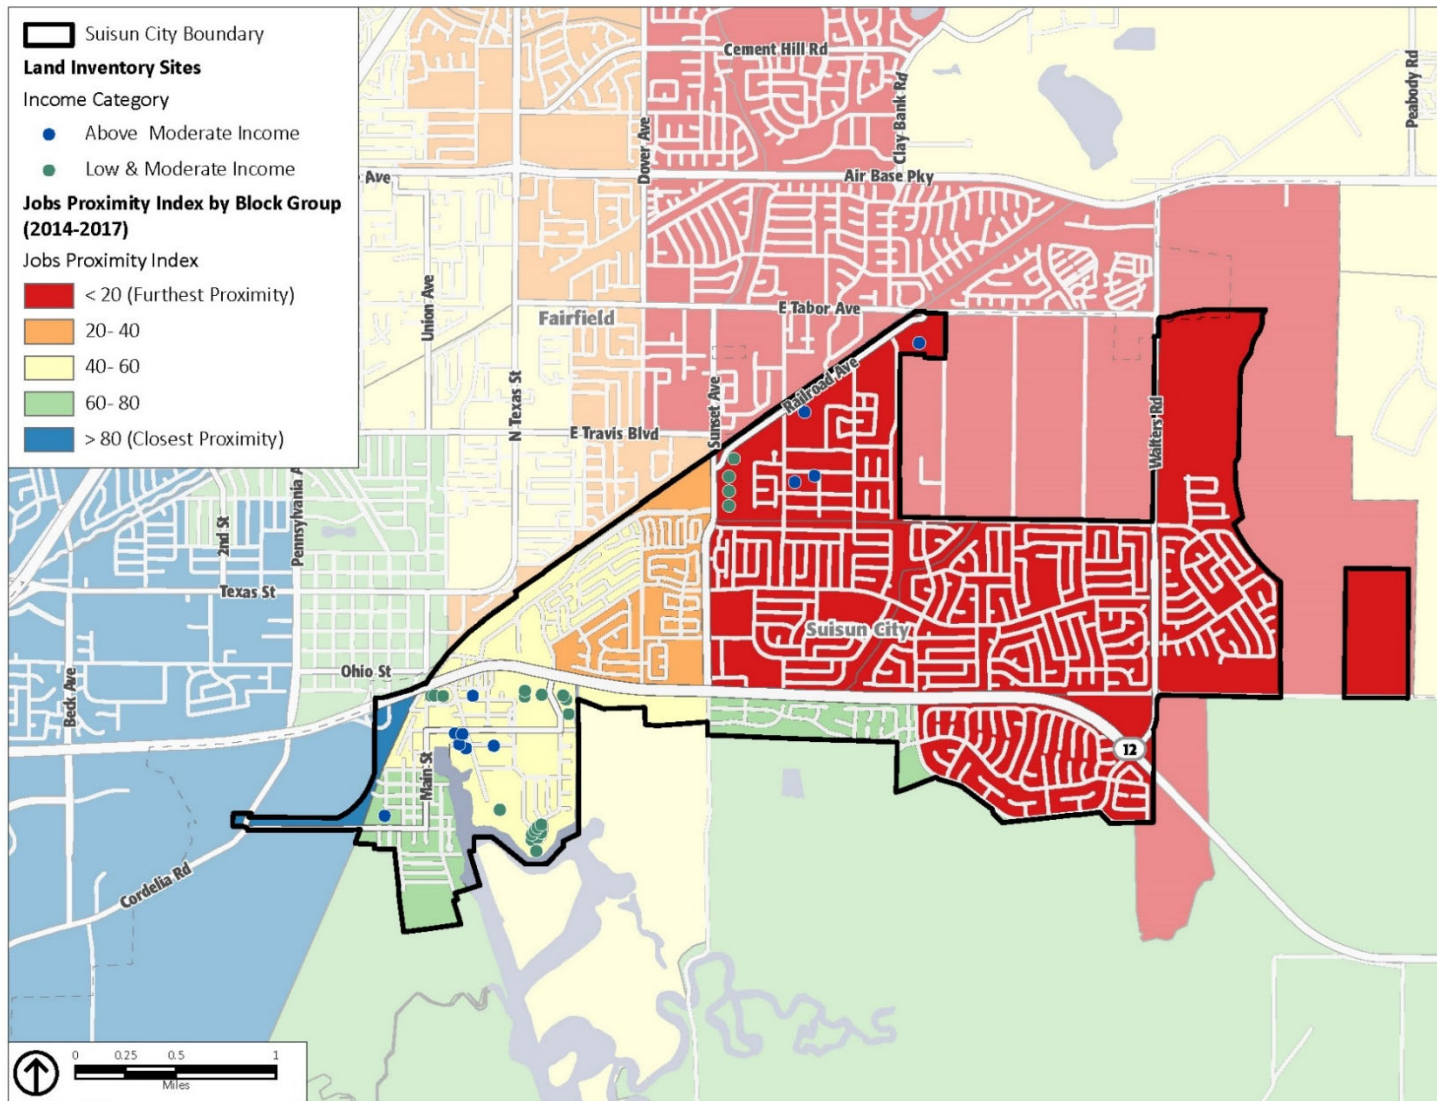 Suisun City Boundary
Land Inventory Sites
Income Category
Above Moderate Income
Low & Moderate Income
Jobs Proximity Index by Block Group
(2014-2017)
Jobs Proximity Index
< 20 (Furthest Proximity)
20- 40
40- 60
60- 80
> 80 (Closest Proximity)
Cement Hill Rd
Clay Bank Rd
Peabody Rd
Dover Ave
Ave
Air Base Pky
Union Ave
Fairfield
E Tabor Ave
N Texas St
Railroad Ave
Sunset Ave
E Travis Blvd
Walters Rd
Pennsylvania A
2nd St
Texas St
Suisun City
Ohio St
Beck Ave
Main St
12
Cordelia Rd
0 0.25 0.5 1
Miles